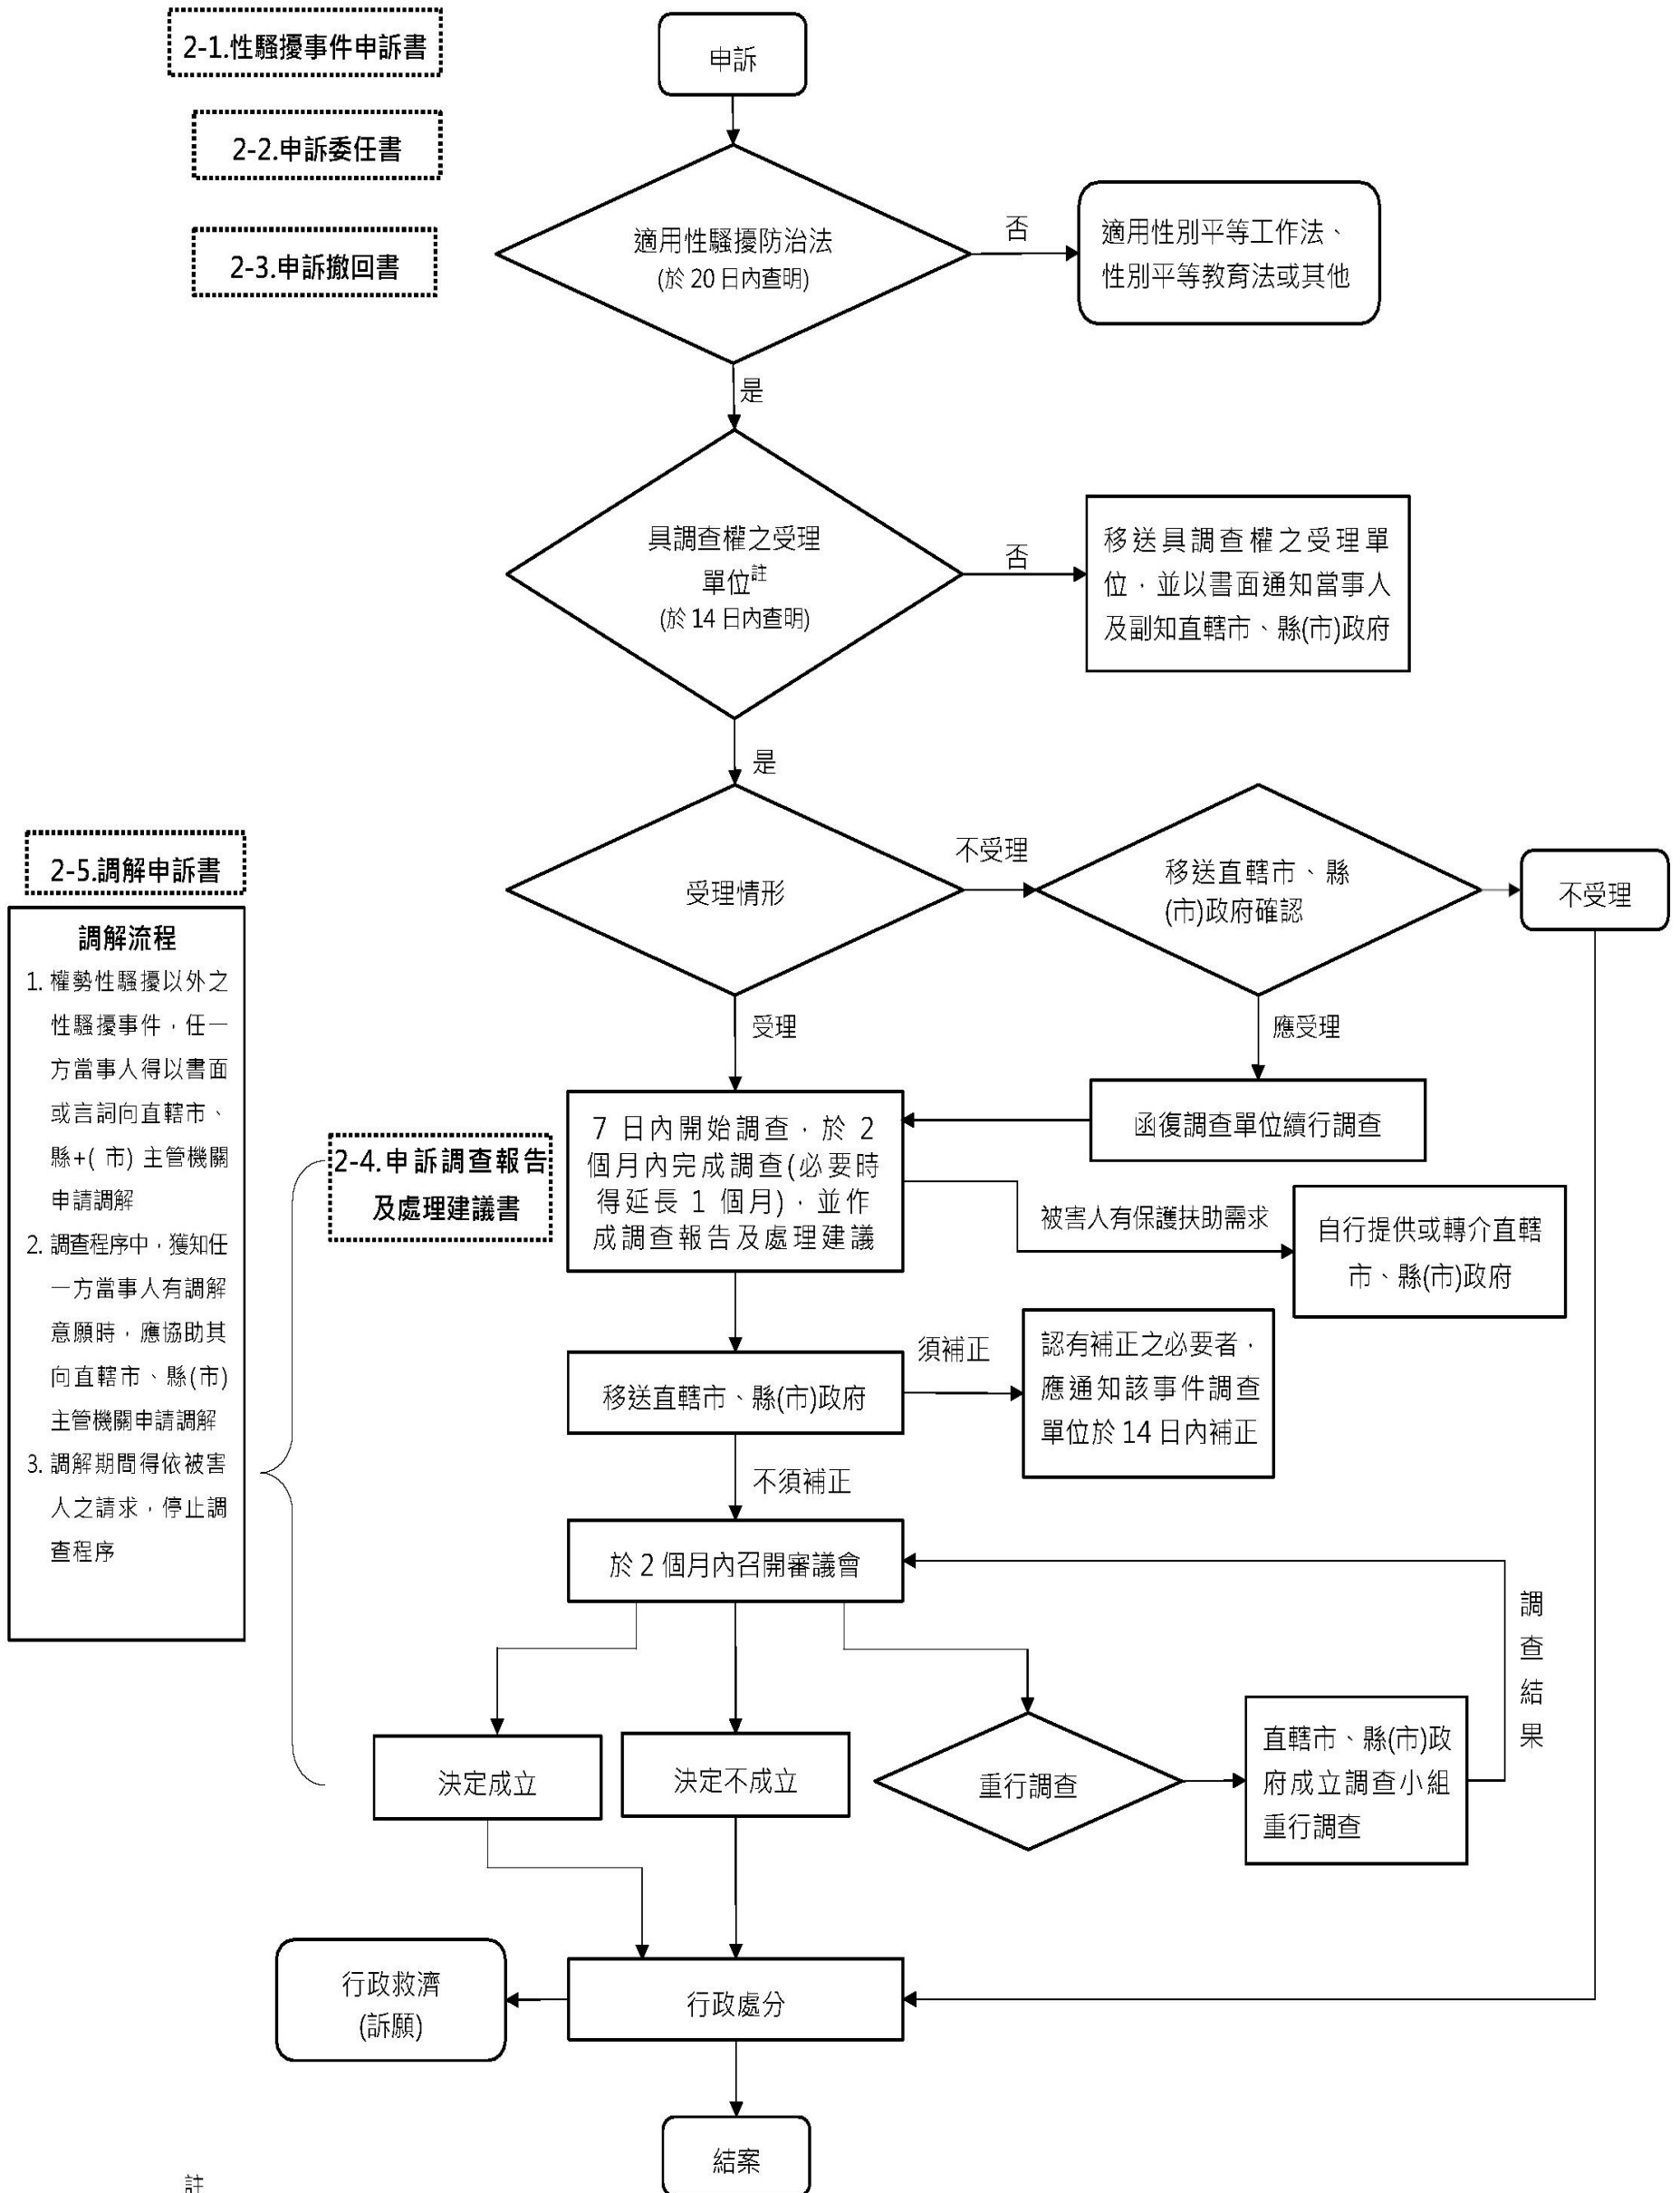 2-1.性騷擾事件申訴書
申訴
2-2.申訴委任書
2-3.申訴撤回書
適用性騷擾防治法
(於 20 日內查明)
否
適用性別平等工作法、
性別平等教育法或其他
是
具調查權之受理
單位註
(於 14 日內查明)
否
移送具調查權之受理單
位，並以書面通知當事人
及副知直轄市、縣(市)政府
是
受理情形
不受理
移送直轄市、縣
(市)政府確認
不受理
受理
應受理
2-5.調解申訴書
調解流程
1. 權勢性騷擾以外之
性騷擾事件，任一
方當事人得以書面
或言詞向直轄市、
縣+( 市) 主管機關
申請調解
2. 調查程序中，獲知任
一方當事人有調解
意願時，應協助其
向直轄市、縣(市)
主管機關申請調解
3. 調解期間得依被害
人之請求，停止調
查程序
2-4.申訴調查報告
及處理建議書
7 日內開始調查，於 2
個月內完成調查(必要時
得延長 1 個月)，並作
成調查報告及處理建議
函復調查單位續行調查
被害人有保護扶助需求
自行提供或轉介直轄
市、縣(市)政府
移送直轄市、縣(市)政府
須補正
認有補正之必要者，
應通知該事件調查
單位於 14 日內補正
不須補正
於 2 個月內召開審議會
調
查
結
果
決定成立
決定不成立
重行調查
直轄市、縣(市)政
府成立調查小組
重行調查
行政處分
行政救濟
(訴願)
結案
註